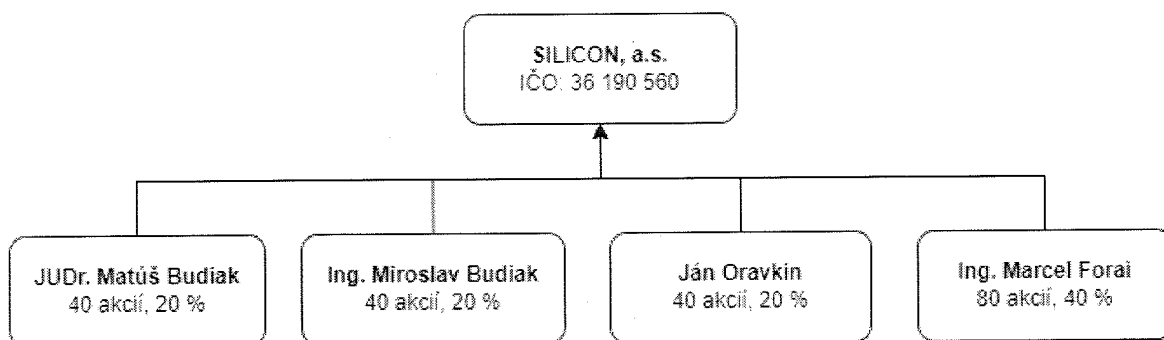 SILICON, a.s.
IČO: 36 190 560
JUDr. Matúš Budiak
40 akcií, 20 %
Ing. Miroslav Budiak
40 akcií, 20 %
Ján Oravkin
40 akcií, 20 %
Ing. Marcel Forai
80 akcií, 40 %